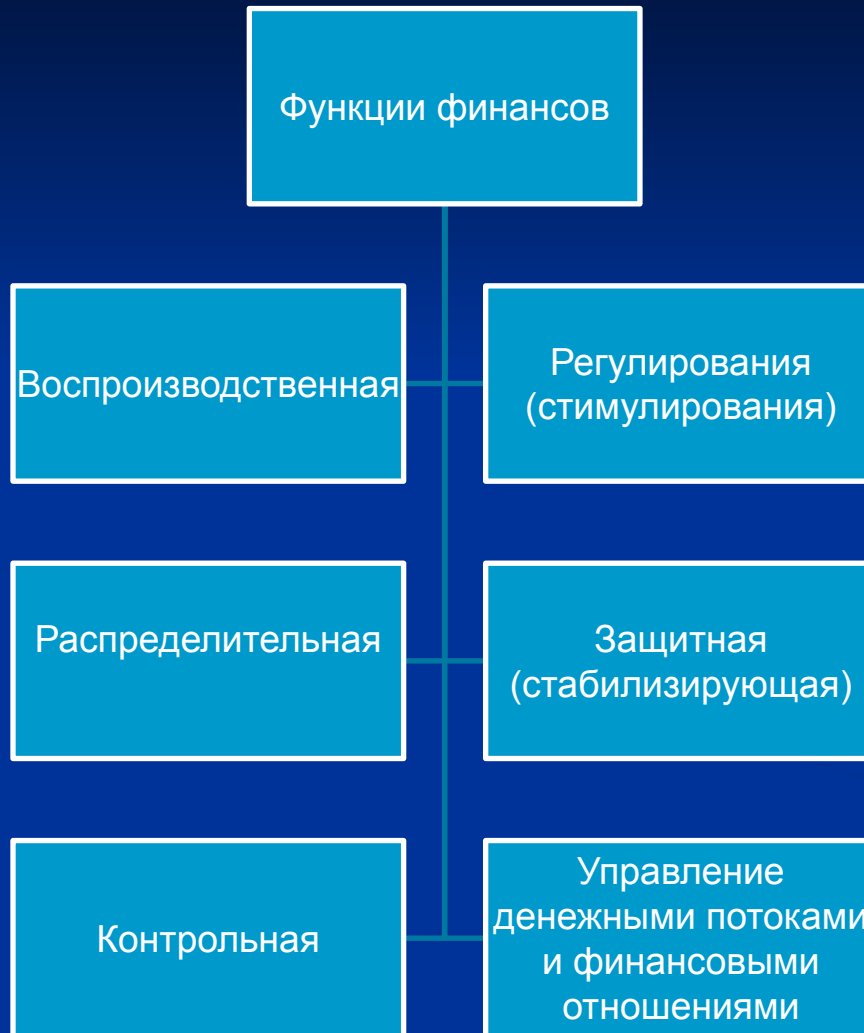 Функции финансов
Воспроизводственная
Регулирования
(стимулирования)
Распределительная
Защитная
(стабилизирующая)
Контрольная
Управление
денежными потоками
и финансовыми
отношениями